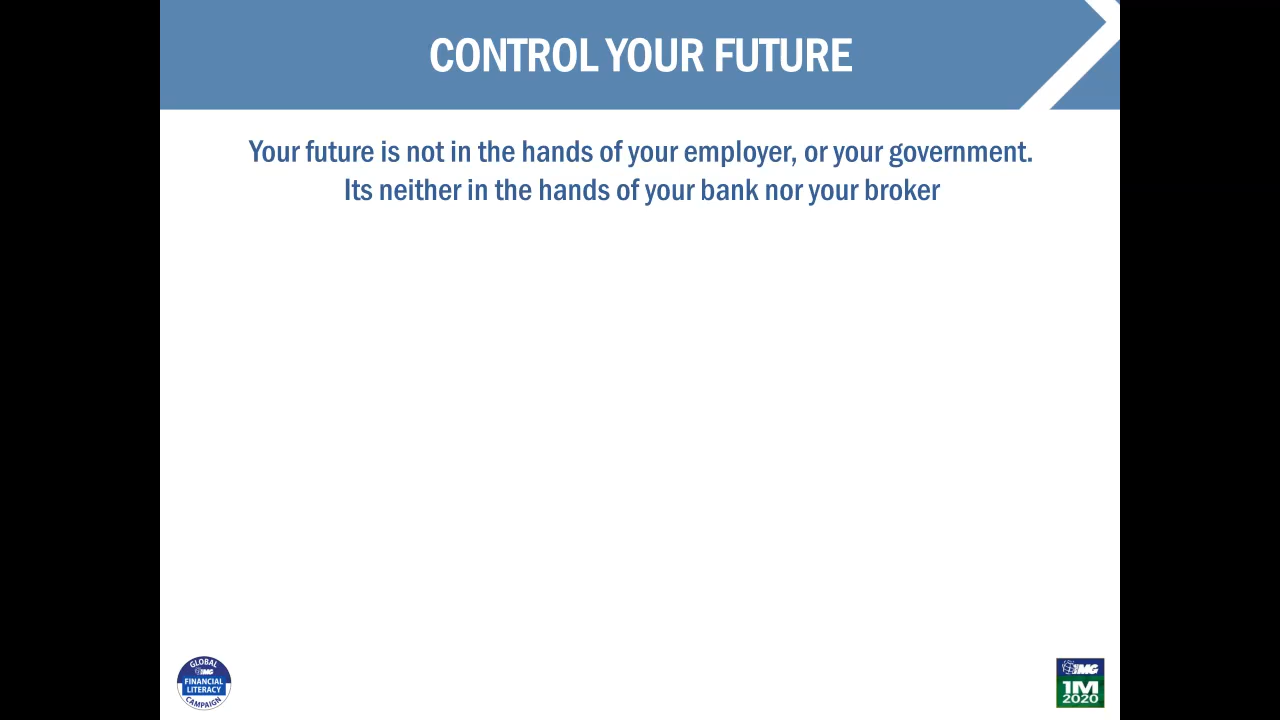 CONTROL YOUR FUTURE
Your future is not in the hands of your employer, or your government.
Its neither in the hands of your bank nor your broker
GLOBAL
IMG
FINANCIAL
LITERACY
CAMPAIGN
IMG
1M
2020